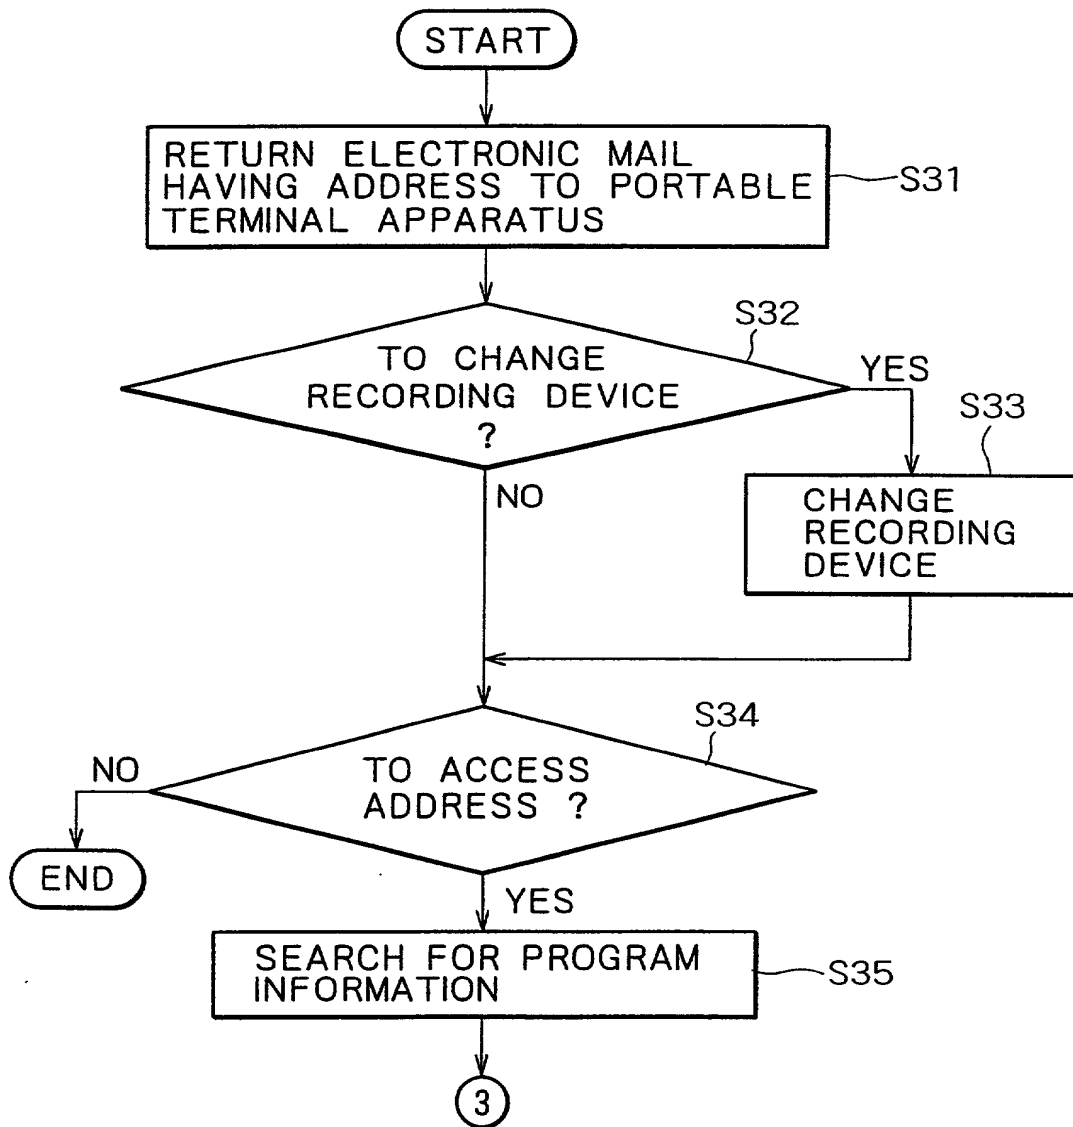 START
RETURN ELECTRONIC MAIL
HAVING ADDRESS TO PORTABLE
TERMINAL APPARATUS
S31
S32
TO CHANGE
RECORDING DEVICE
?
YES
NO
S33
CHANGE
RECORDING
DEVICE
S34
TO ACCESS
ADDRESS ?
NO
END
YES
SEARCH FOR PROGRAM
INFORMATION
S35
3